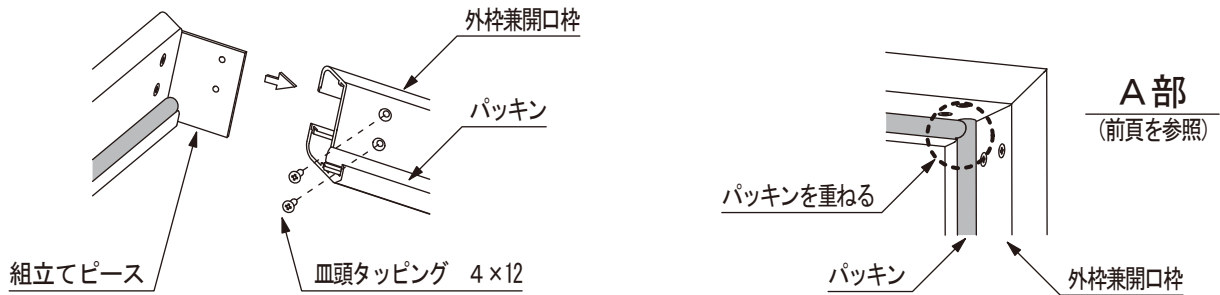 外枠兼開口枠
パッキン
組立てピース
皿頭タッピング 4×12
A部
(前頁を参照)
パッキンを重ねる
パッキン
外枠兼開口枠